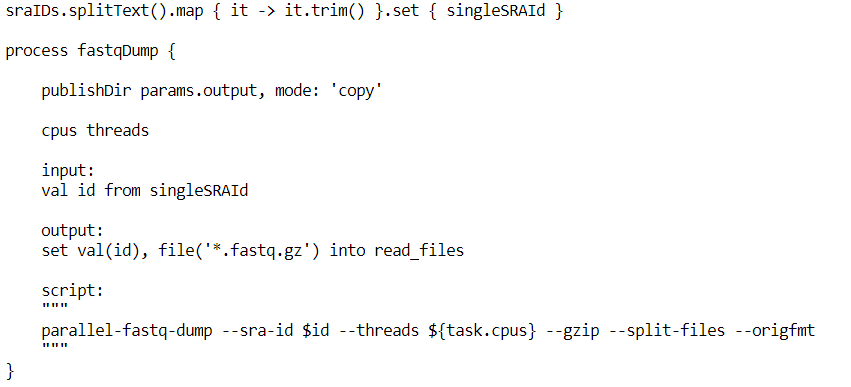 sraIDs.splitText().map { it -> it.trim() }.set { singleSRAId }
process fastqDump {
publishDir params.output, mode: 'copy'
cpus threads
input:
val id from singleSRAId
output:
set val(id), file('*.fastq.gz') into read_files
script:
"""
parallel-fastq-dump --sra-id $id --threads ${task.cpus} --gzip --split-files --origfmt
"""
}